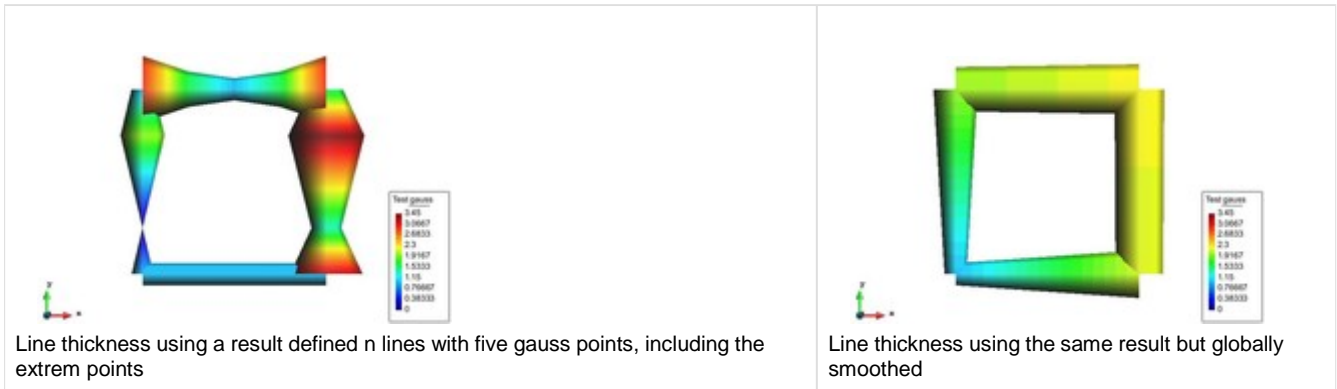 Test gauss
3.45
3.0667
2.6833
2.3
1.9167
1.5333
1.15
0.76667
0.38333
0
y
x
Line thickness using a result defined n lines with five gauss points, including the
extrem points
Test gauss
3.45
3.0667
2.6833
2.3
1.9167
1.5333
1.15
0.76667
0.38333
0
y
x
Line thickness using the same result but globally
smoothed